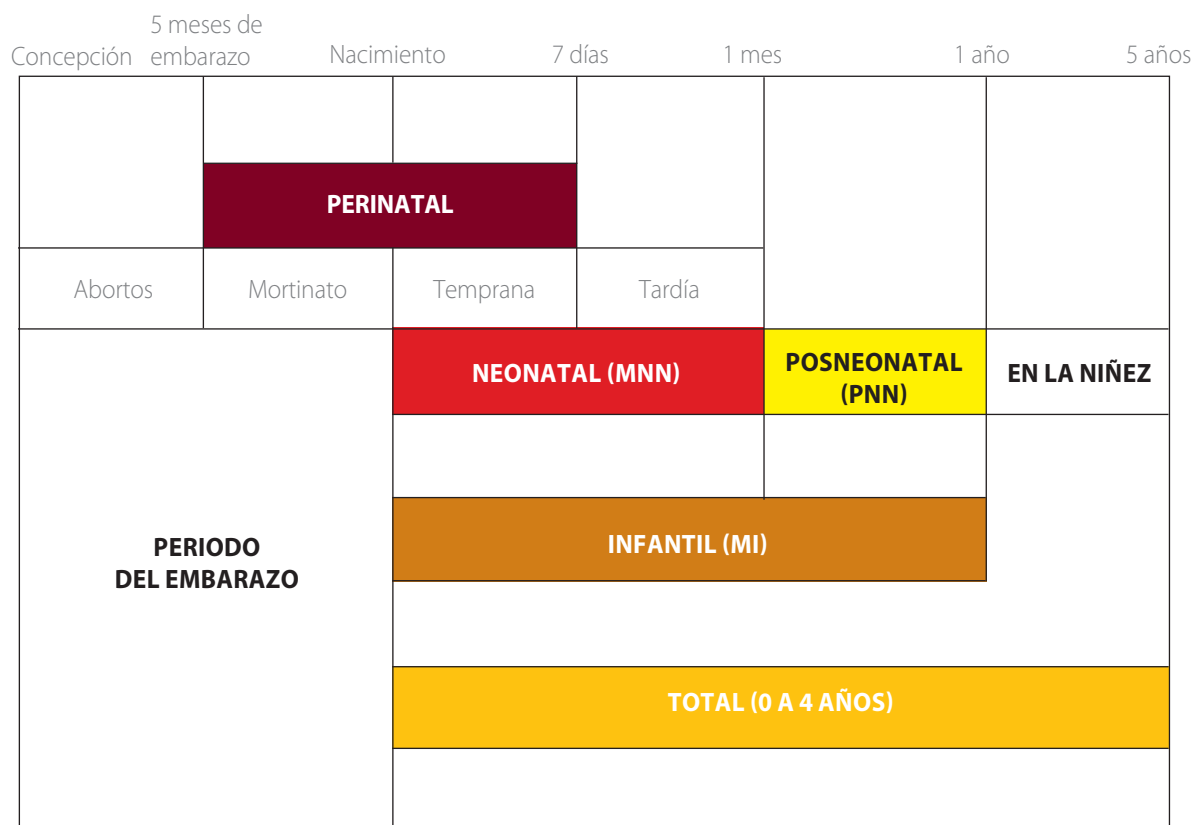 5 meses de
Concepción embarazo Nacimiento 7 días 1 mes 1 año 5 años
PERINATAL
Abortos Mortinato Temprana Tardía
NEONATAL (MNN)
POSNEONATAL
(PNN)
EN LA NIÑEZ
PERIODO
DEL EMBARAZO
INFANTIL (MI)
TOTAL (0 A 4 AÑOS)